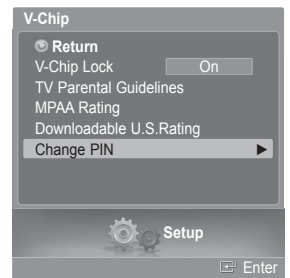 V-Chip
Return
V-Chip Lock On
TV Parental Guidelines
MPAA Rating
Downloadable U.S.Rating
Change PIN
Setup
Enter